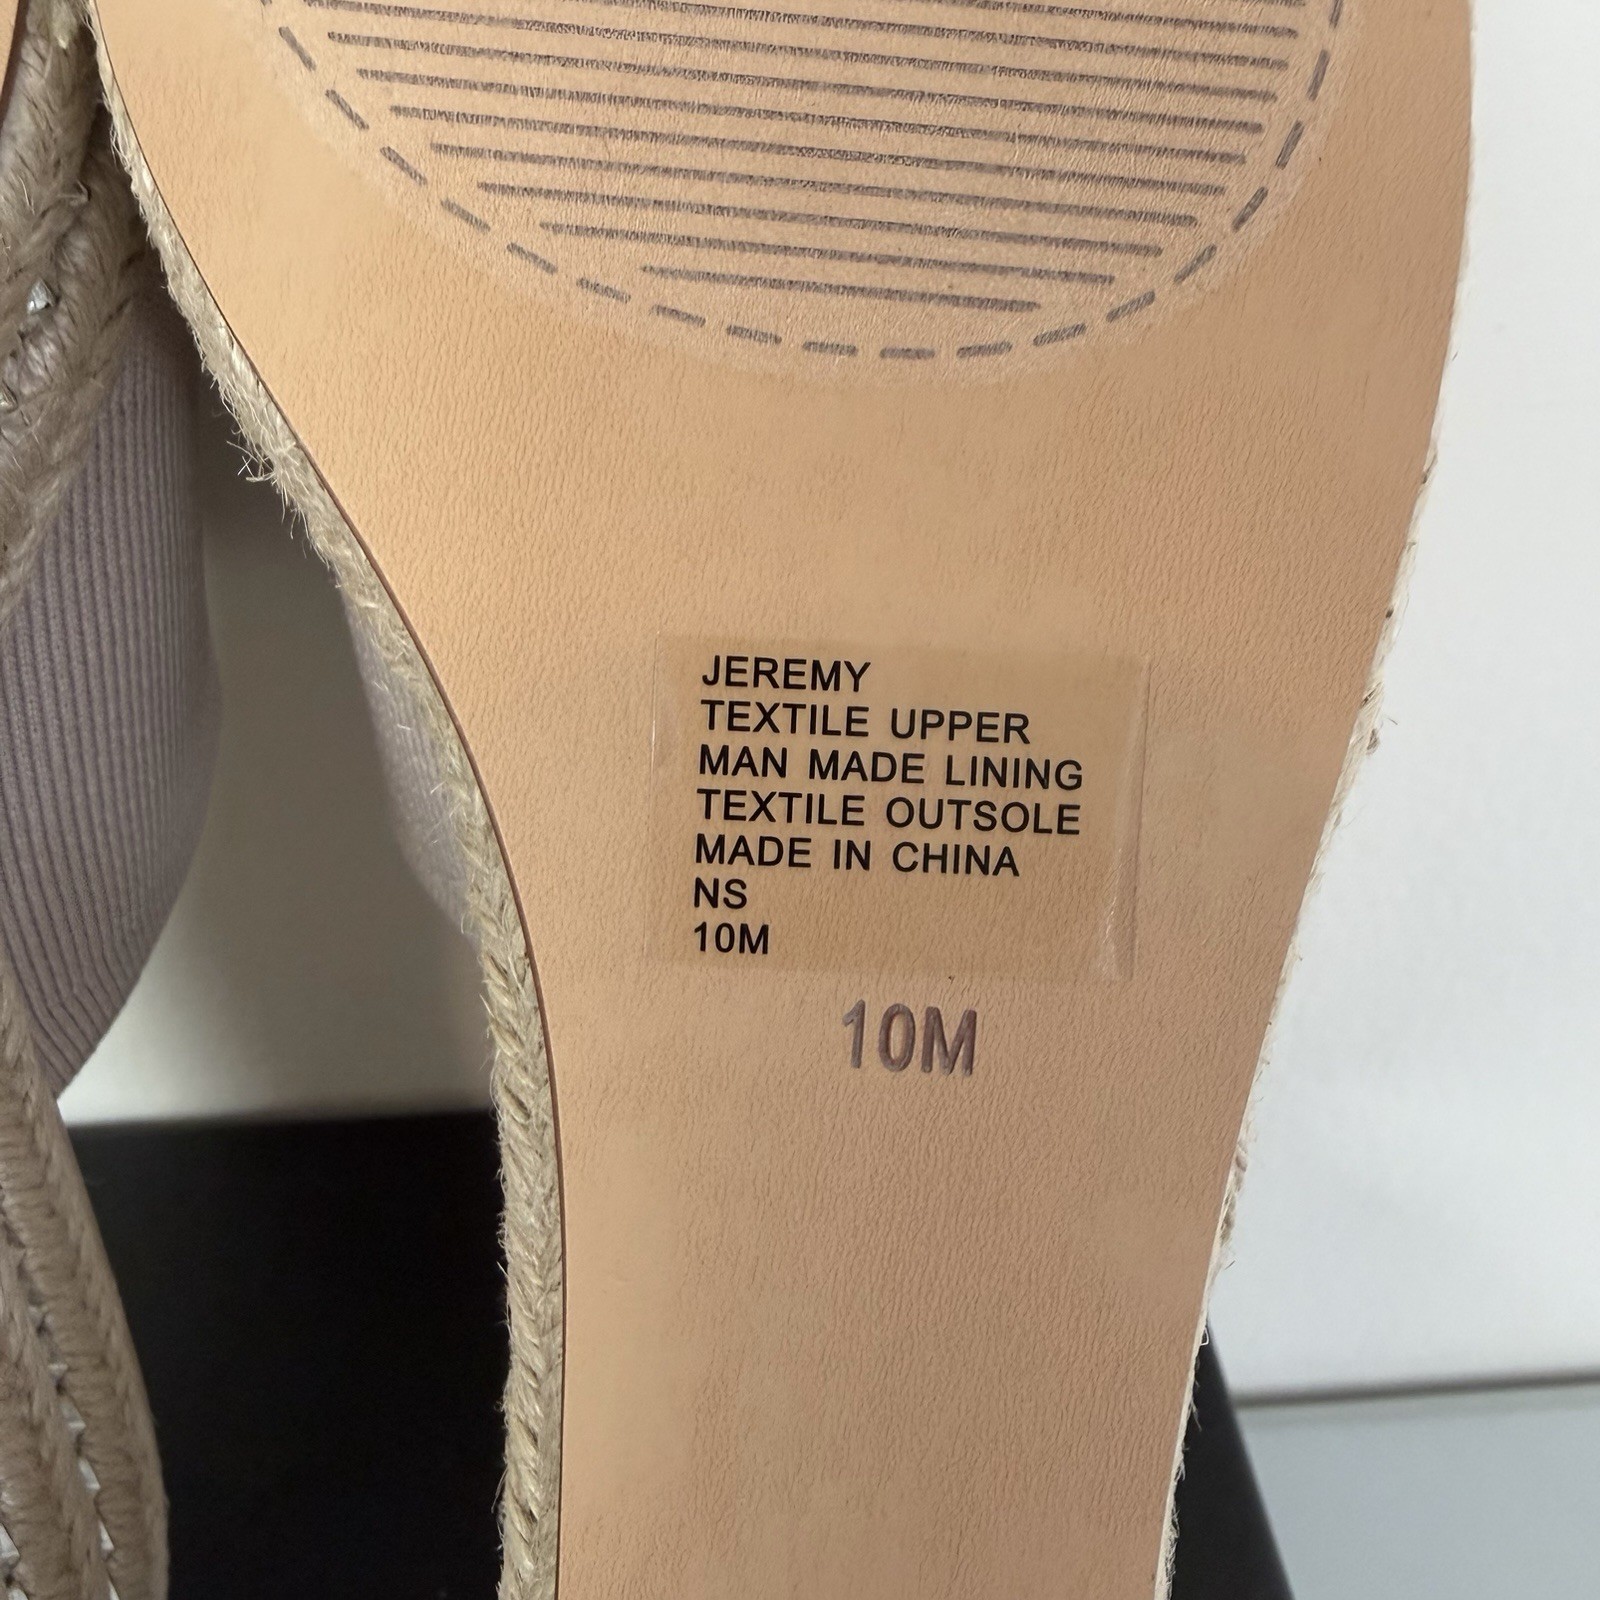 JEREMY
TEXTILE UPPER
MAN MADE LINING
TEXTILE OUTSOLE
MADE IN CHINA
NS
10M
10M